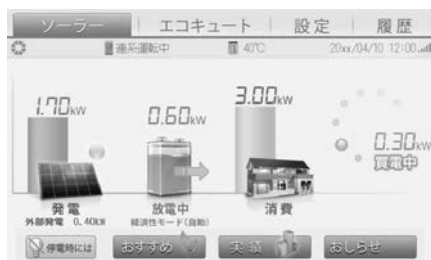 ソーラー エコキュート 設定 履歴
連系運転中 40℃ 20xx/04/10 12:00
1.70kW
0.60kW
3.00kW
0.30kW
買電中
発電
外部発電 0.40kW
放電中
経済性モード(自動)
消費
停電時には おすすめ 実績 おしらせ